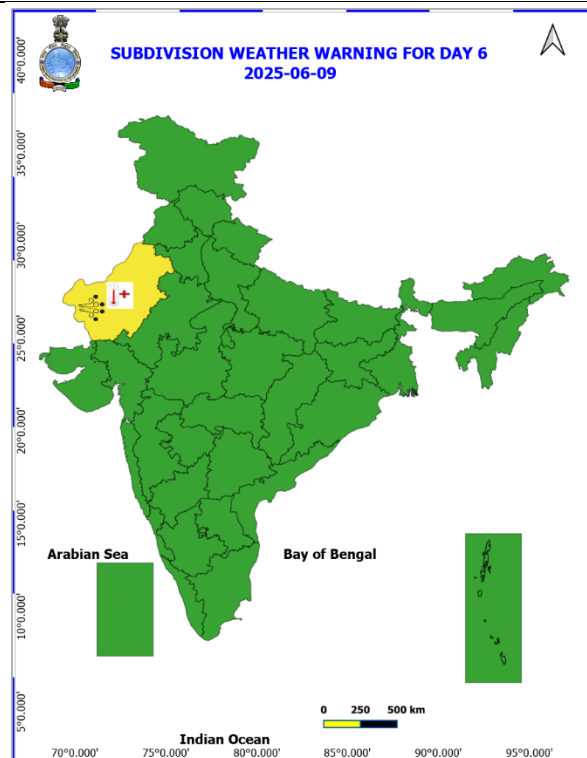 SUBDIVISION WEATHER WARNING FOR DAY 6
2025-06-09
40°0.000'
35°0.000'
30°0.000'
25°0.000'
20°0.000'
15°0.000'
10°0.000'
5°0.000'
Arabian Sea
Bay of Bengal
0 250 500 km
Indian Ocean
70°0.000' 75°0.000' 80°0.000' 85°0.000' 90°0.000' 95°0.000'